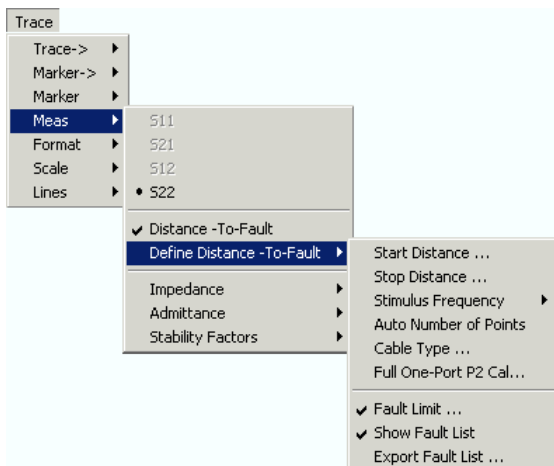 Trace
Trace->
Marker->
Marker
Meas
Format
Scale
Lines
S11
S21
S12
S22
Distance -To-Fault
Define Distance -To-Fault
Impedance
Admittance
Stability Factors
Start Distance ...
Stop Distance ...
Stimulus Frequency
Auto Number of Points
Cable Type ...
Full One-Port P2 Cal...
Fault Limit ...
Show Fault List
Export Fault List ...